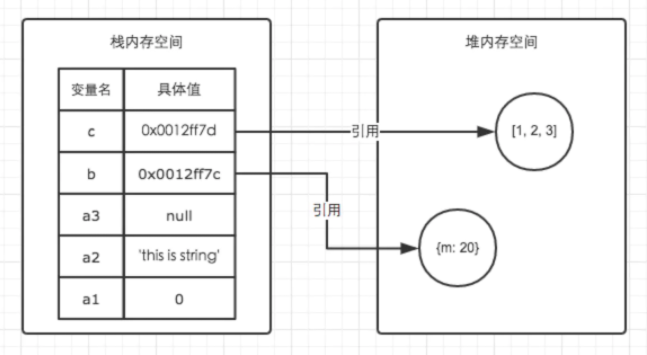 栈内存空间
变量名 具体值
c 0x0012ff7d
b 0x0012ff7c
a3 null
a2 'this is string'
a1 0
引用
引用
堆内存空间
[1, 2, 3]
{m: 20}